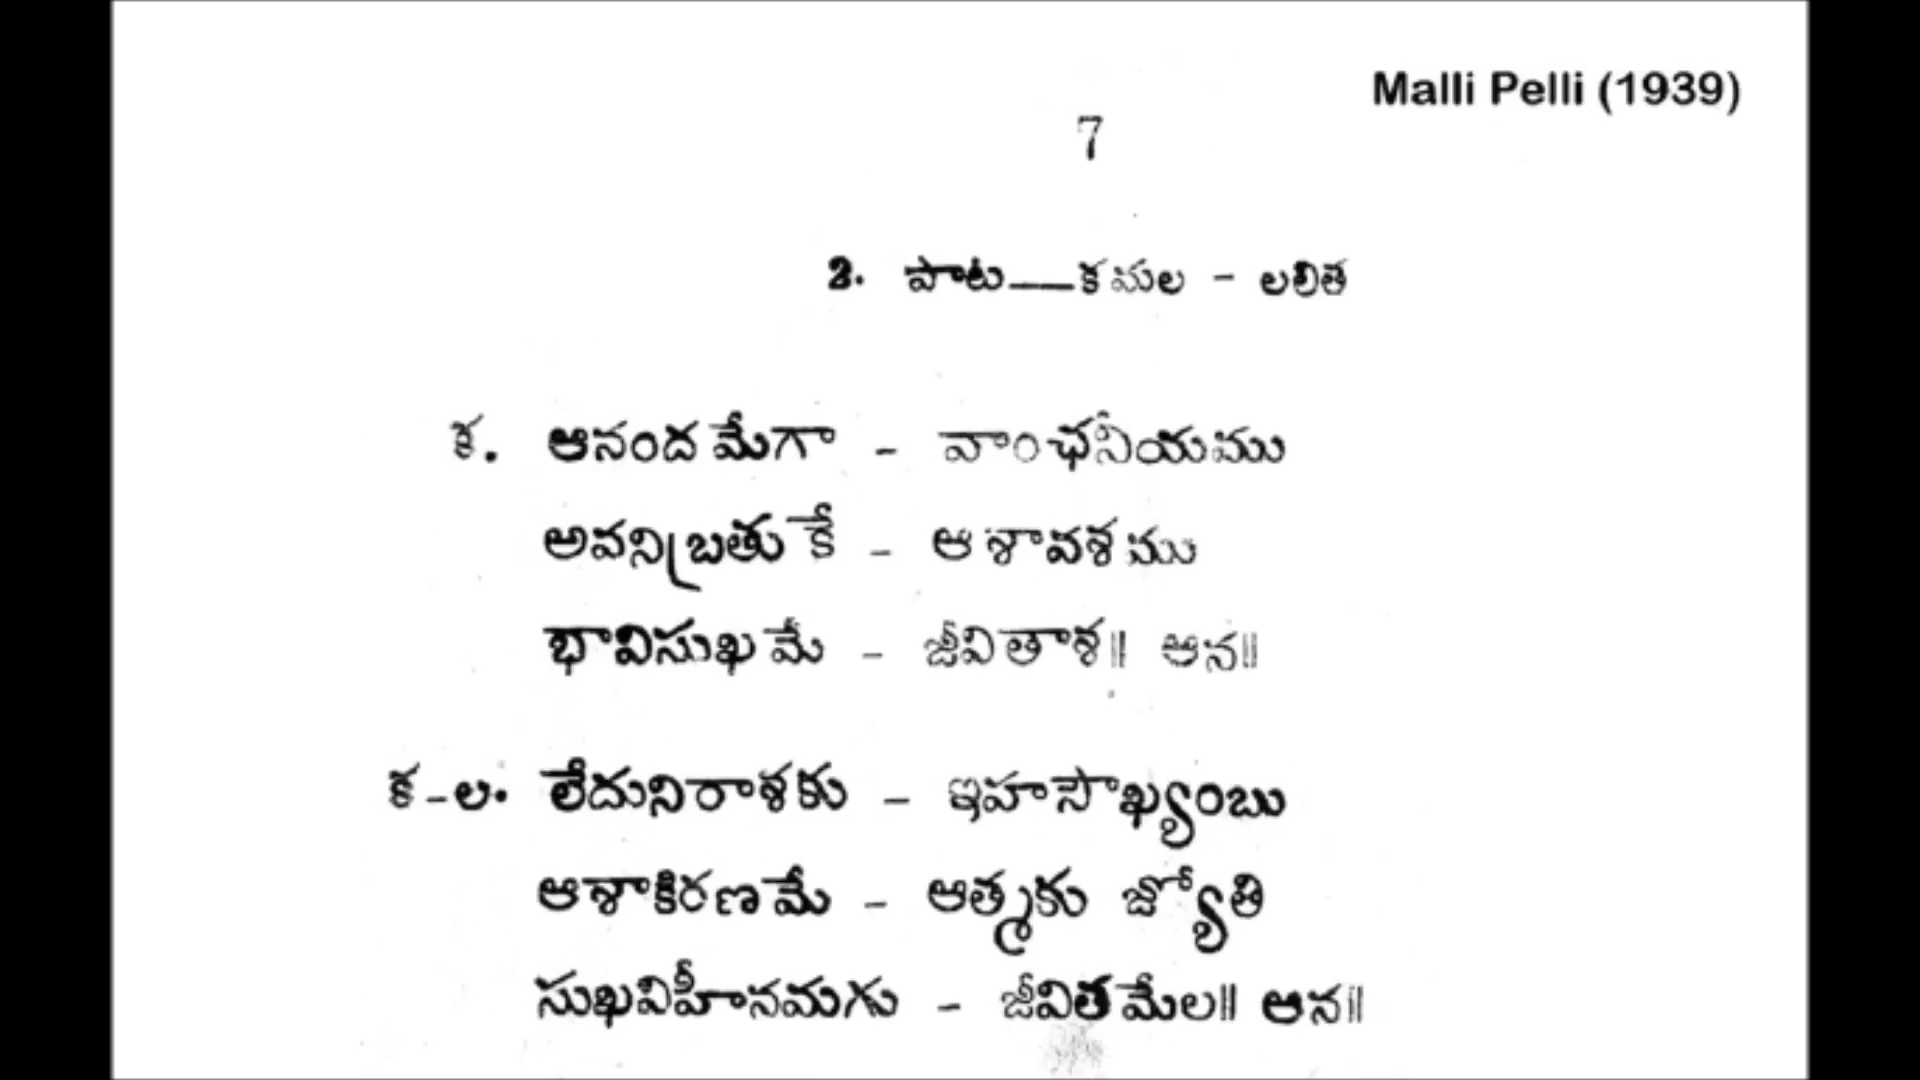 Malli Pelli (1939)
7
2. పాట — కమల - లలిత
క. ఆనందమేగా - వాంఛనీయము
అవనిబ్రతుకే - ఆశావశము
భావిసుఖమే - జీవితాశ॥ ఆన॥
క-ల. లేదునిరాశకు - ఇహసౌఖ్యంబు
ఆశాకిరణమే - ఆత్మకు జ్యోతి
సుఖవిహీనమగు - జీవితమేల॥ ఆన॥